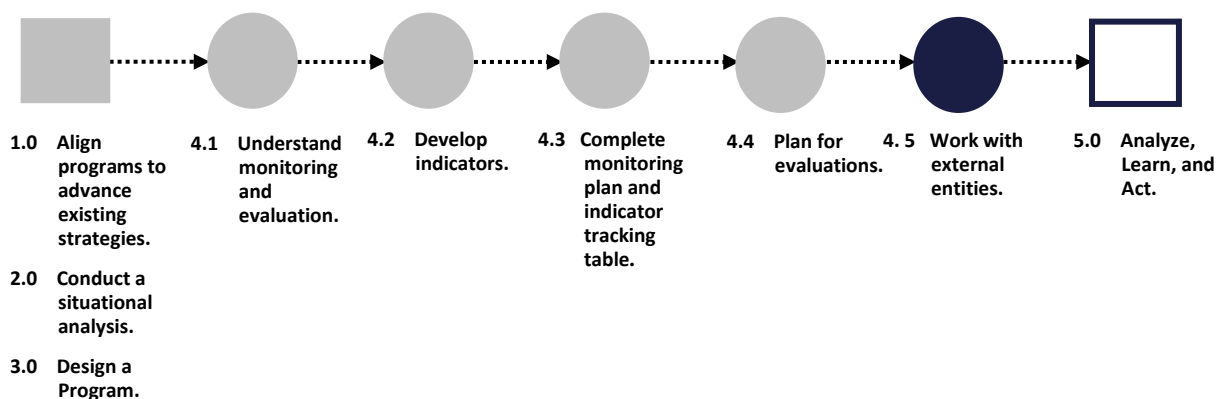 1.0 Align
programs to
advance
existing
strategies.
2.0 Conduct a
situational
analysis.
3.0 Design a
Program.
4.1 Understand
monitoring
and
evaluation.
4.2 Develop
indicators.
4.3 Complete
monitoring
plan and
indicator
tracking
table.
4.4 Plan for
evaluations.
4. 5 Work with
external
entities.
5.0 Analyze,
Learn, and
Act.